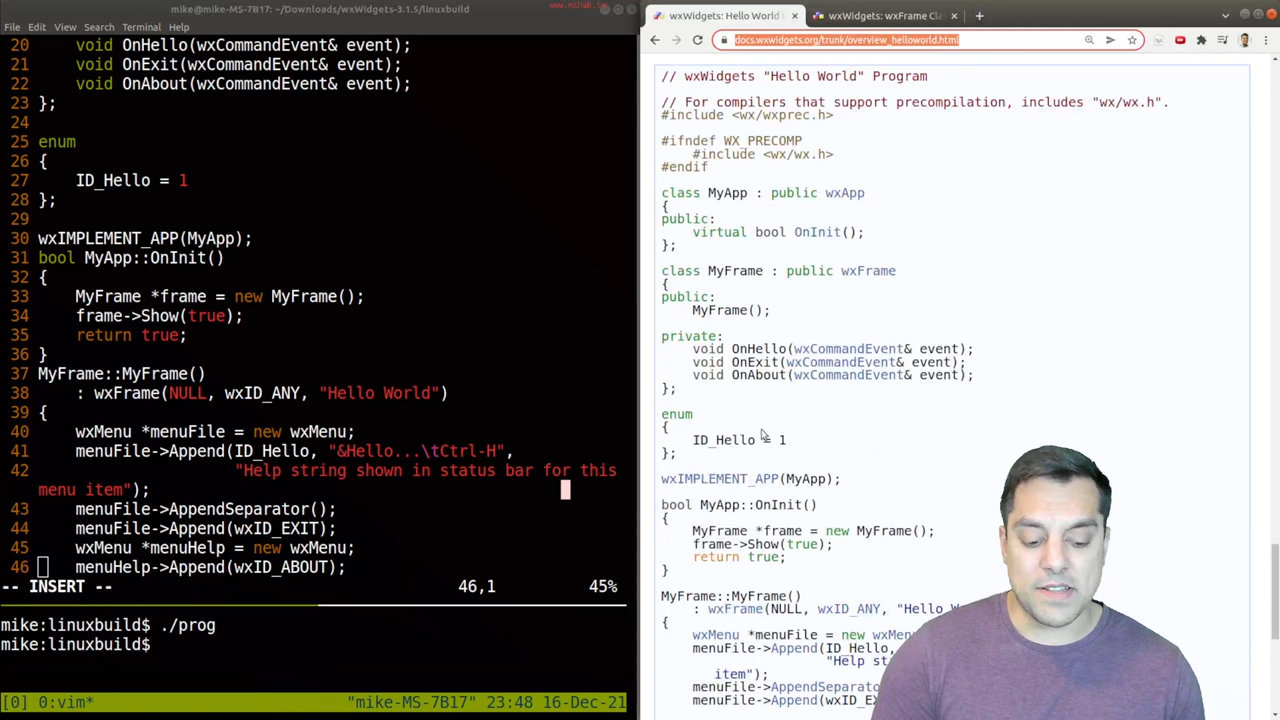 mike@mike-MS-7B17: ~/Downloads/wxWidgets-3.1.5/linuxbuild
File Edit View Search Terminal Help
20 void OnHello(wxCommandEvent& event);
21 void OnExit(wxCommandEvent& event);
22 void OnAbout(wxCommandEvent& event);
23 };
24
25 enum
26 {
27 ID_Hello = 1
28 };
29
30 wxIMPLEMENT_APP(MyApp);
31 bool MyApp::OnInit()
32 {
33 MyFrame *frame = new MyFrame();
34 frame->Show(true);
35 return true;
36 }
37 MyFrame::MyFrame()
38 : wxFrame(NULL, wxID_ANY, "Hello World")
39 {
40 wxMenu *menuFile = new wxMenu;
41 menuFile->Append(ID_Hello, "&Hello...\tCtrl-H",
42 "Help string shown in status bar for this
menu item");
43 menuFile->AppendSeparator();
44 menuFile->Append(wxID_EXIT);
45 wxMenu *menuHelp = new wxMenu;
46 menuHelp->Append(wxID_ABOUT);
-- INSERT -- 46,1 45%
mike:linuxbuild$ ./prog
mike:linuxbuild$
[0] 0:vim* "mike-MS-7B17" 23:48 16-Dec-21
wxWidgets: Hello World
wxWidgets: wxFrame Cla
docs.wxwidgets.org/trunk/overview_helloworld.html
// wxWidgets "Hello World" Program
// For compilers that support precompilation, includes "wx/wx.h".
#include <wx/wxprec.h>
#ifndef WX_PRECOMP
#include <wx/wx.h>
#endif
class MyApp : public wxApp
{
public:
virtual bool OnInit();
};
class MyFrame : public wxFrame
{
public:
MyFrame();
private:
void OnHello(wxCommandEvent& event);
void OnExit(wxCommandEvent& event);
void OnAbout(wxCommandEvent& event);
};
enum
{
ID_Hello = 1
};
wxIMPLEMENT_APP(MyApp);
bool MyApp::OnInit()
{
MyFrame *frame = new MyFrame();
frame->Show(true);
return true;
}
MyFrame::MyFrame()
: wxFrame(NULL, wxID_ANY, "Hello W
{
wxMenu *menuFile = new wxMen
menuFile->Append(ID_Hello,
"Help st
item");
menuFile->AppendSeparato
menuFile->Append(wxID_EX